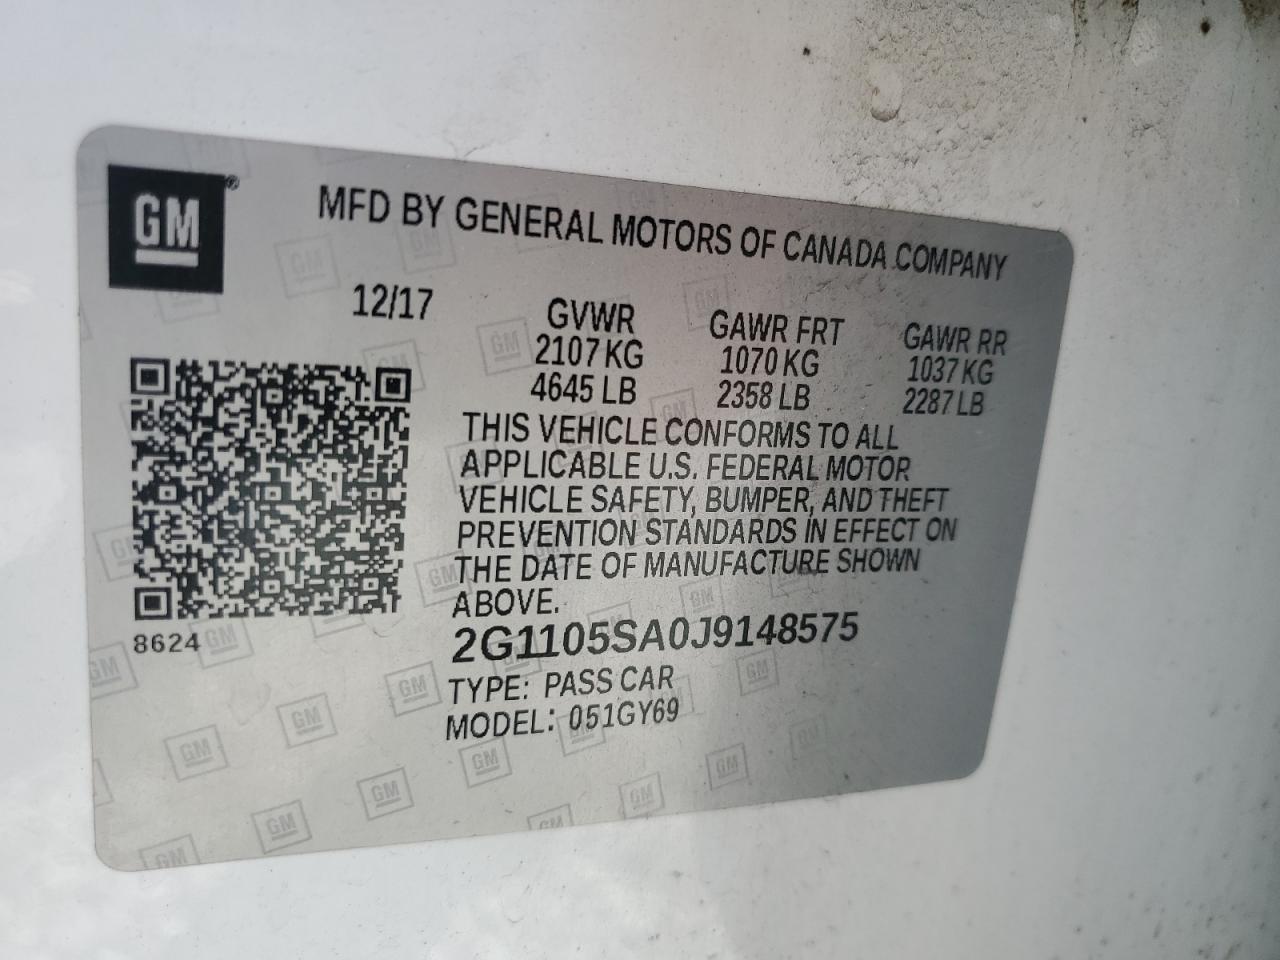 GM®
MFD BY GENERAL MOTORS OF CANADA COMPANY
12/17
GVWR GAWR FRT GAWR RR
2107 KG 1070 KG 1037 KG
4645 LB 2358 LB 2287 LB
THIS VEHICLE CONFORMS TO ALL
APPLICABLE U.S. FEDERAL MOTOR
VEHICLE SAFETY, BUMPER, AND THEFT
PREVENTION STANDARDS IN EFFECT ON
THE DATE OF MANUFACTURE SHOWN
ABOVE.
8624
2G1105SA0J9148575
TYPE: PASS CAR
MODEL: 051GY69